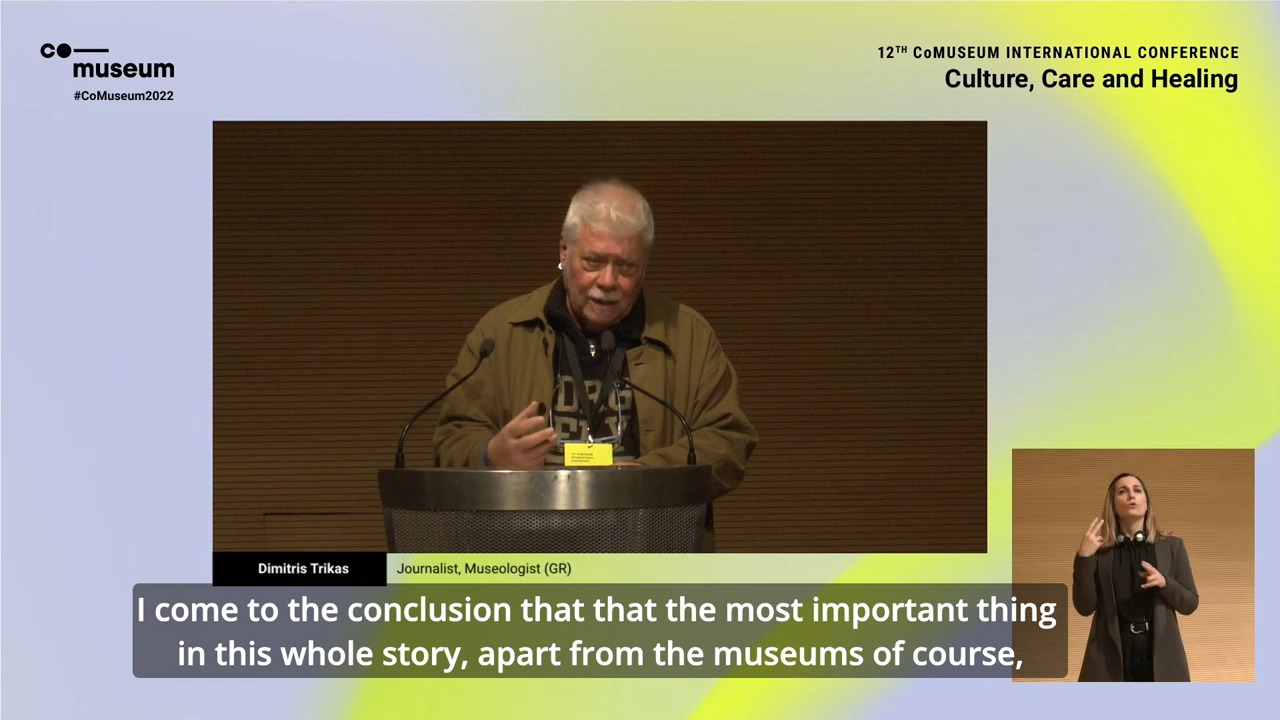 co museum
#CoMuseum2022
12TH CoMUSEUM INTERNATIONAL CONFERENCE
Culture, Care and Healing
Dimitris Trikas
Journalist, Museologist (GR)
I come to the conclusion that that the most important thing
in this whole story, apart from the museums of course,